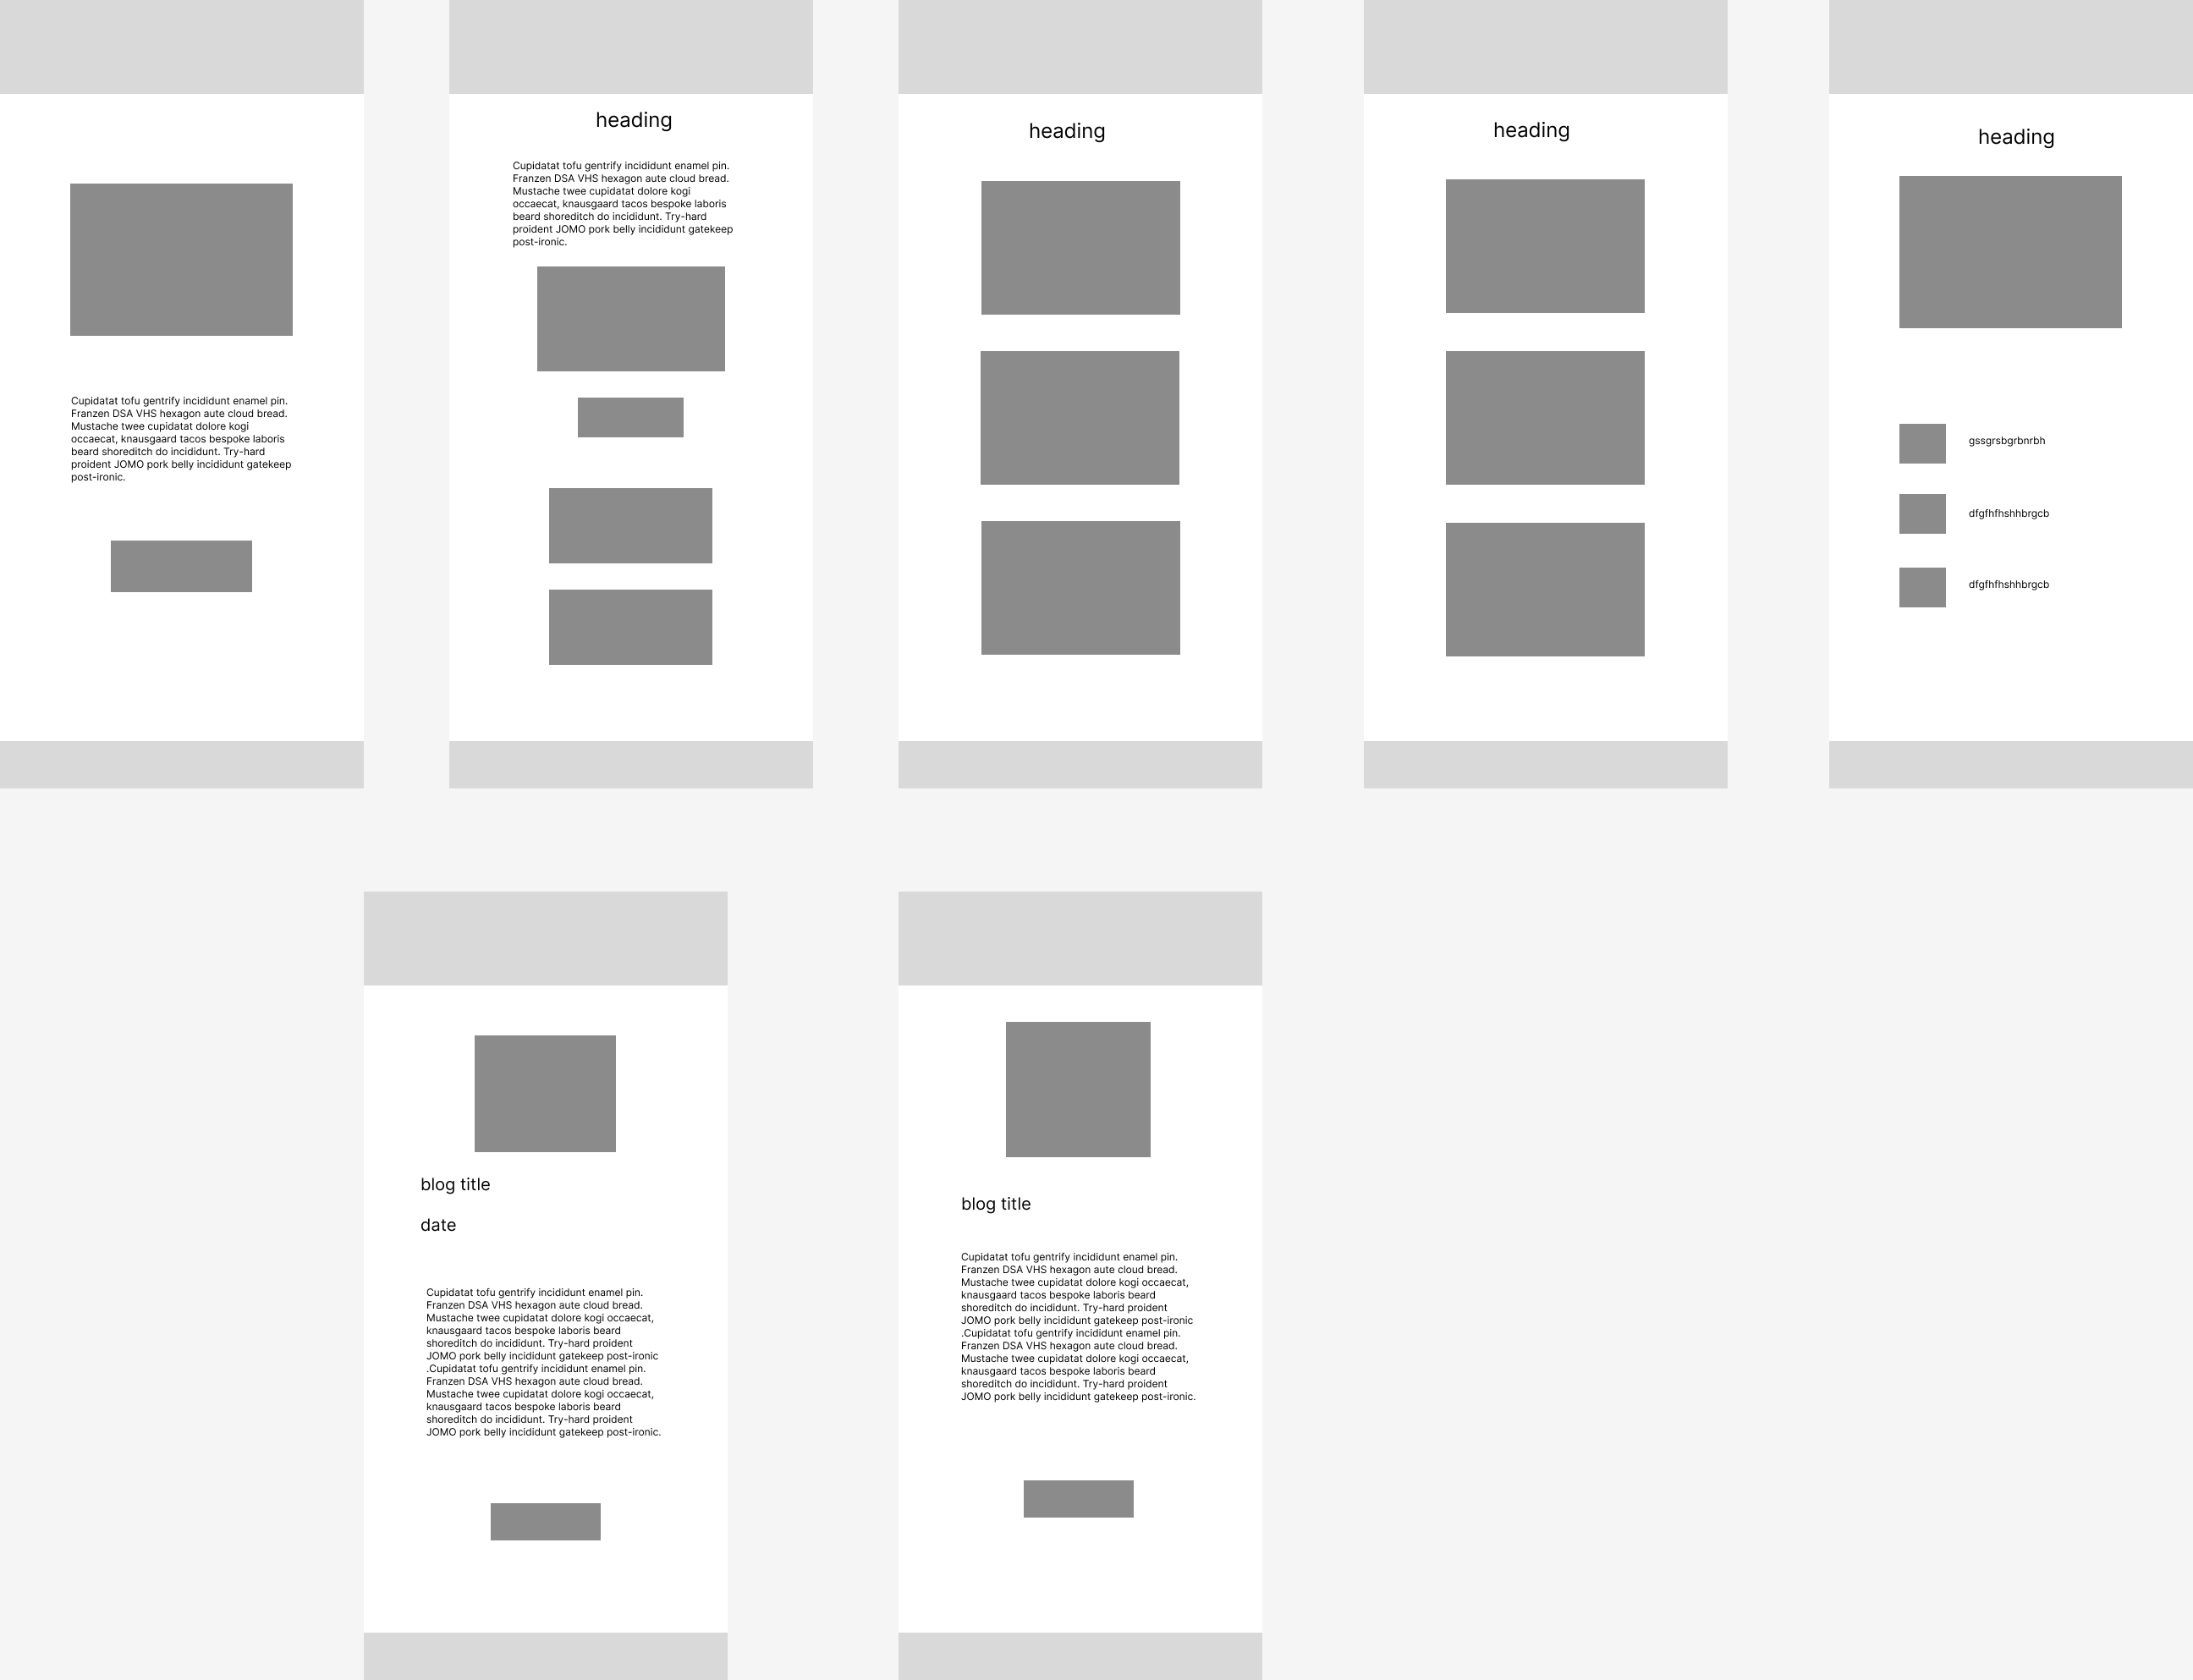 Cupidatat tofu gentrify incididunt enamel pin.
Franzen DSA VHS hexagon aute cloud bread.
Mustache twee cupidatat dolore kogi
occaecat, knausgaard tacos bespoke laboris
beard shoreditch do incididunt. Try-hard
proident JOMO pork belly incididunt gatekeep
post-ironic.
heading
Cupidatat tofu gentrify incididunt enamel pin.
Franzen DSA VHS hexagon aute cloud bread.
Mustache twee cupidatat dolore kogi
occaecat, knausgaard tacos bespoke laboris
beard shoreditch do incididunt. Try-hard
proident JOMO pork belly incididunt gatekeep
post-ironic.
heading
heading
heading
gssgrsbgrbnrbh
dfgfhfhshhbrgcb
dfgfhfhshhbrgcb
blog title
date
Cupidatat tofu gentrify incididunt enamel pin.
Franzen DSA VHS hexagon aute cloud bread.
Mustache twee cupidatat dolore kogi occaecat,
knausgaard tacos bespoke laboris beard
shoreditch do incididunt. Try-hard proident
JOMO pork belly incididunt gatekeep post-ironic
.Cupidatat tofu gentrify incididunt enamel pin.
Franzen DSA VHS hexagon aute cloud bread.
Mustache twee cupidatat dolore kogi occaecat,
knausgaard tacos bespoke laboris beard
shoreditch do incididunt. Try-hard proident
JOMO pork belly incididunt gatekeep post-ironic.
blog title
Cupidatat tofu gentrify incididunt enamel pin.
Franzen DSA VHS hexagon aute cloud bread.
Mustache twee cupidatat dolore kogi occaecat,
knausgaard tacos bespoke laboris beard
shoreditch do incididunt. Try-hard proident
JOMO pork belly incididunt gatekeep post-ironic
.Cupidatat tofu gentrify incididunt enamel pin.
Franzen DSA VHS hexagon aute cloud bread.
Mustache twee cupidatat dolore kogi occaecat,
knausgaard tacos bespoke laboris beard
shoreditch do incididunt. Try-hard proident
JOMO pork belly incididunt gatekeep post-ironic.